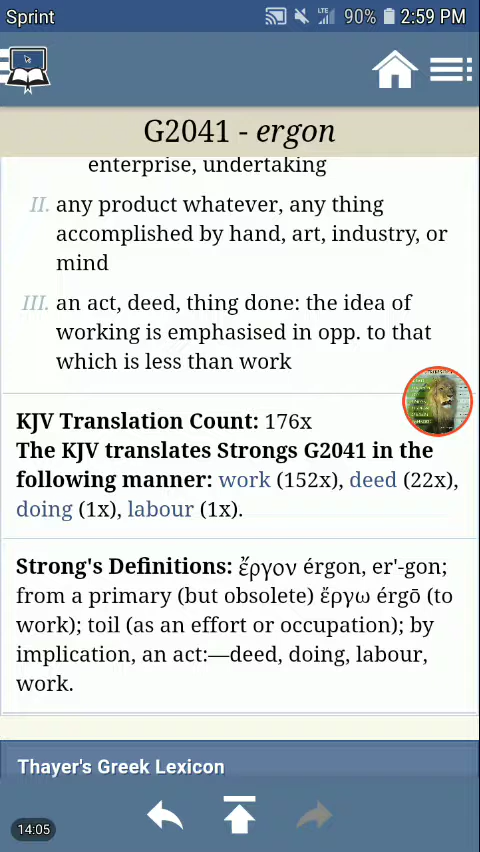 Sprint LTE 90% 2:59 PM
G2041 - ergon
enterprise, undertaking
II. any product whatever, any thing
accomplished by hand, art, industry, or
mind
III. an act, deed, thing done: the idea of
working is emphasised in opp. to that
which is less than work
KJV Translation Count: 176x
The KJV translates Strongs G2041 in the
following manner: work (152x), deed (22x),
doing (1x), labour (1x).
Strong's Definitions: ἔργον érgon, er'-gon;
from a primary (but obsolete) ἔργω érgō (to
work); toil (as an effort or occupation); by
implication, an act:—deed, doing, labour,
work.
Thayer's Greek Lexicon
14:05